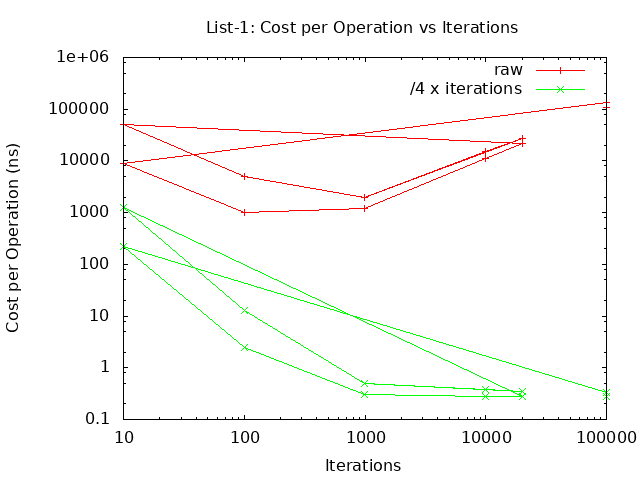 List-1: Cost per Operation vs Iterations
1e+06
100000
10000
1000
100
10
1
0.1
Cost per Operation (ns)
raw
/4 x iterations
10
100
1000
10000
100000
Iterations